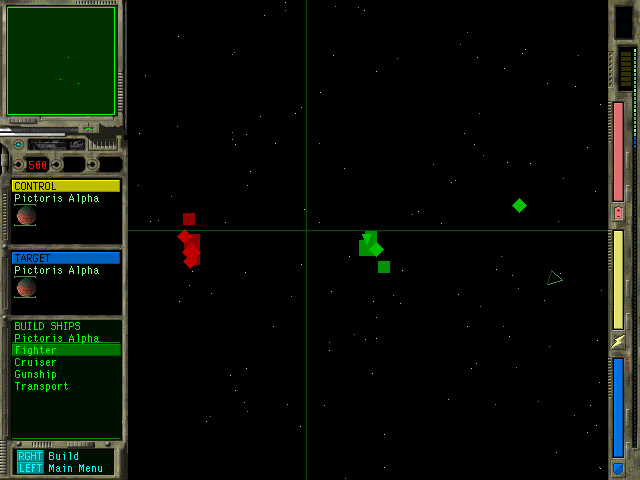 500
CONTROL
Pictoris Alpha
TARGET
Pictoris Alpha
BUILD SHIPS
Pictoris Alpha
Fighter
Cruiser
Gunship
Transport
RGHT Build
LEFT Main Menu